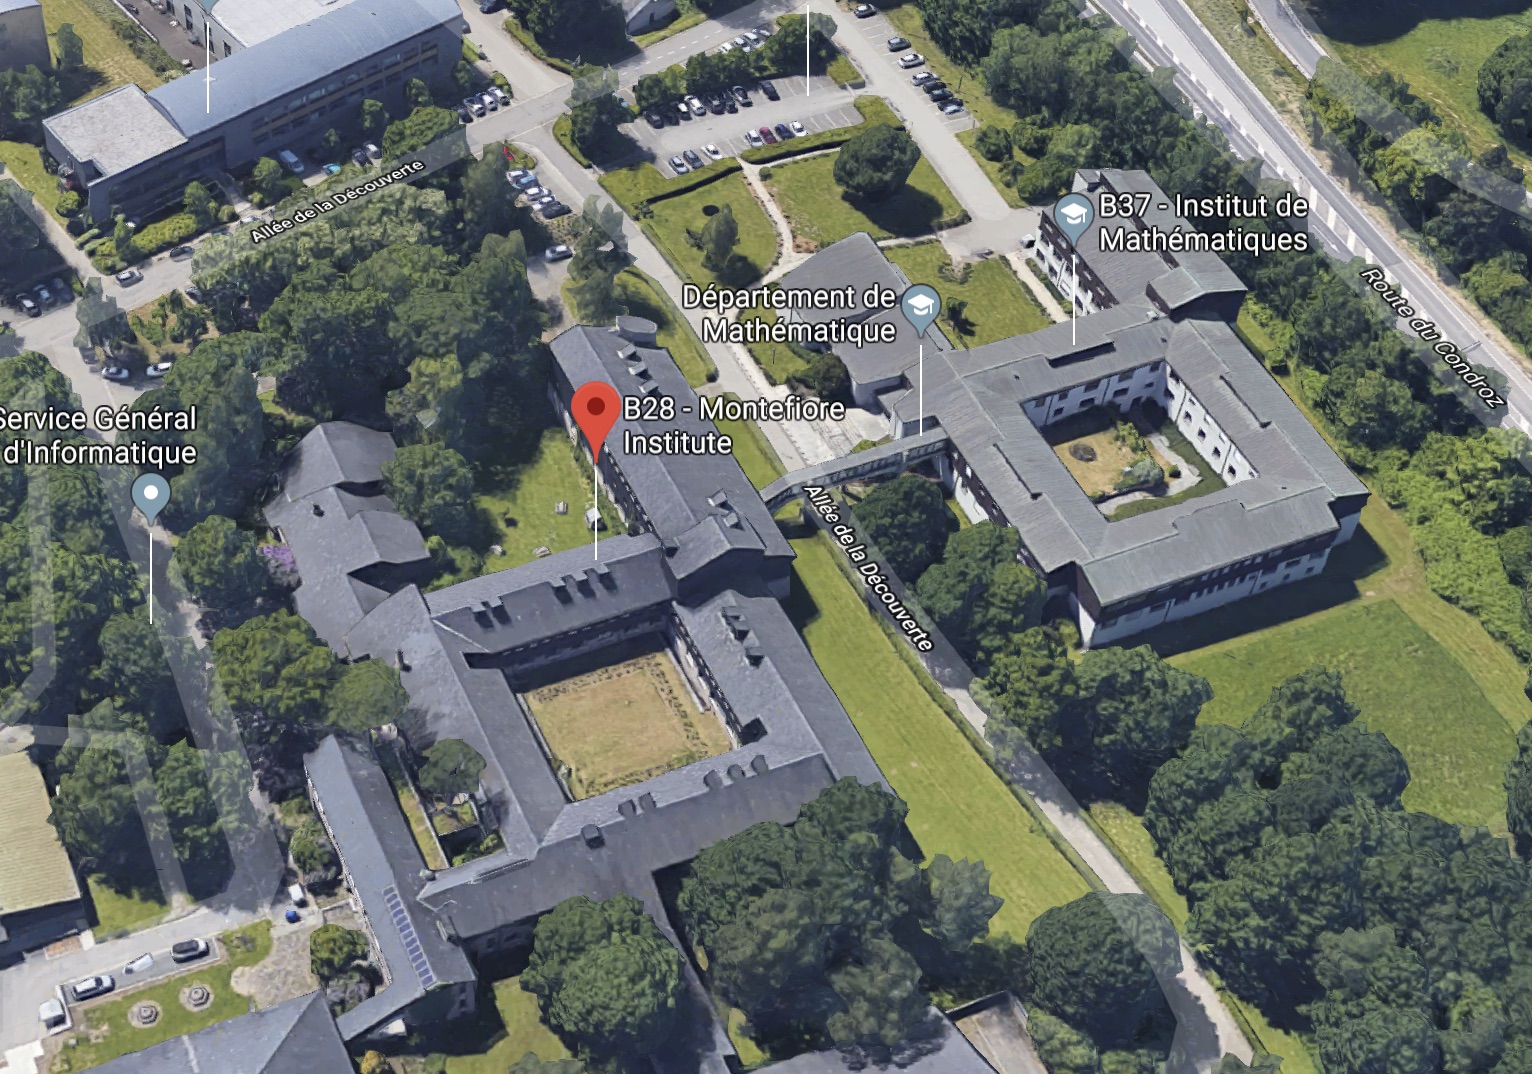 Allée de la Découverte
B37 - Institut de
Mathématiques
Département de
Mathématique
Route du Condroz
B28 - Montefiore
Institute
Service Général
d'Informatique
Allée de la Découverte